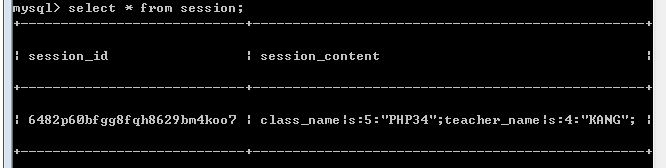 mysql> select * from session;
+----------------------------+------------------------------------------------+
| session_id | session_content |
+----------------------------+------------------------------------------------+
| 6482p60bfgg8fqh8629bm4koo7 | class_name|s:5:"PHP34";teacher_name|s:4:"KANG"; |
+----------------------------+------------------------------------------------+